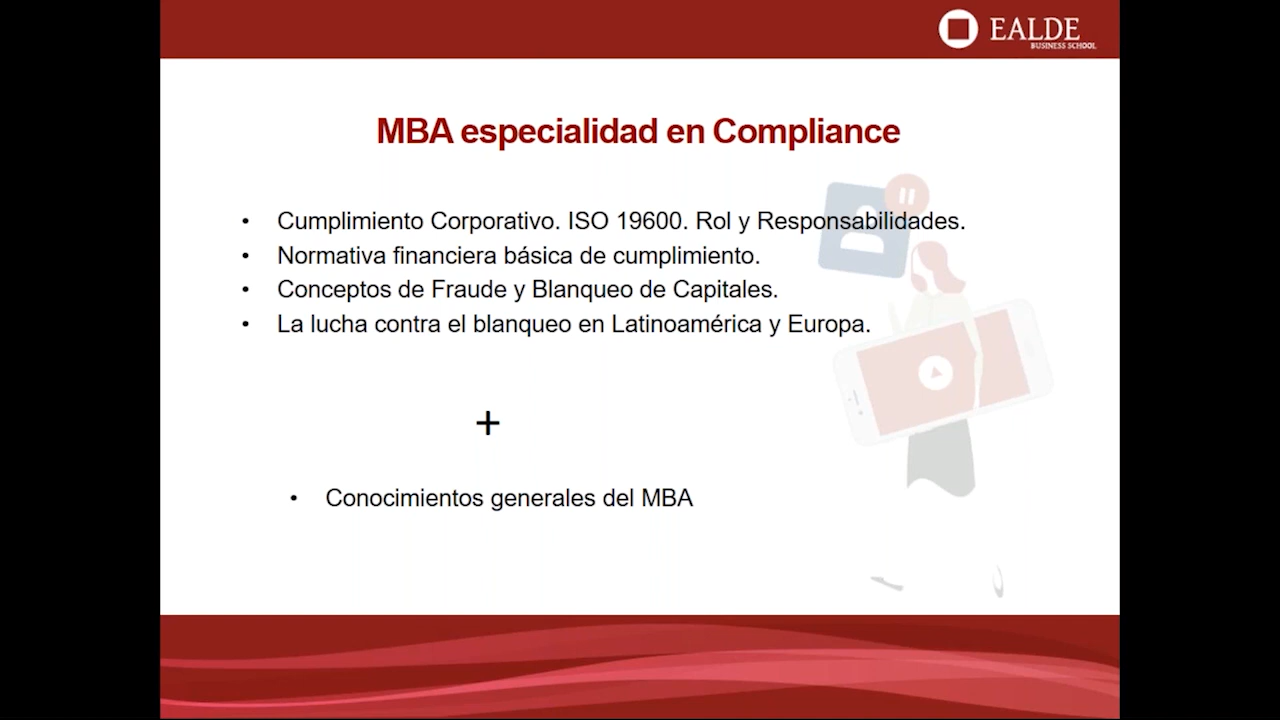 EALDE
BUSINESS SCHOOL
MBA especialidad en Compliance
• Cumplimiento Corporativo. ISO 19600. Rol y Responsabilidades.
• Normativa financiera básica de cumplimiento.
• Conceptos de Fraude y Blanqueo de Capitales.
• La lucha contra el blanqueo en Latinoamérica y Europa.
+
• Conocimientos generales del MBA